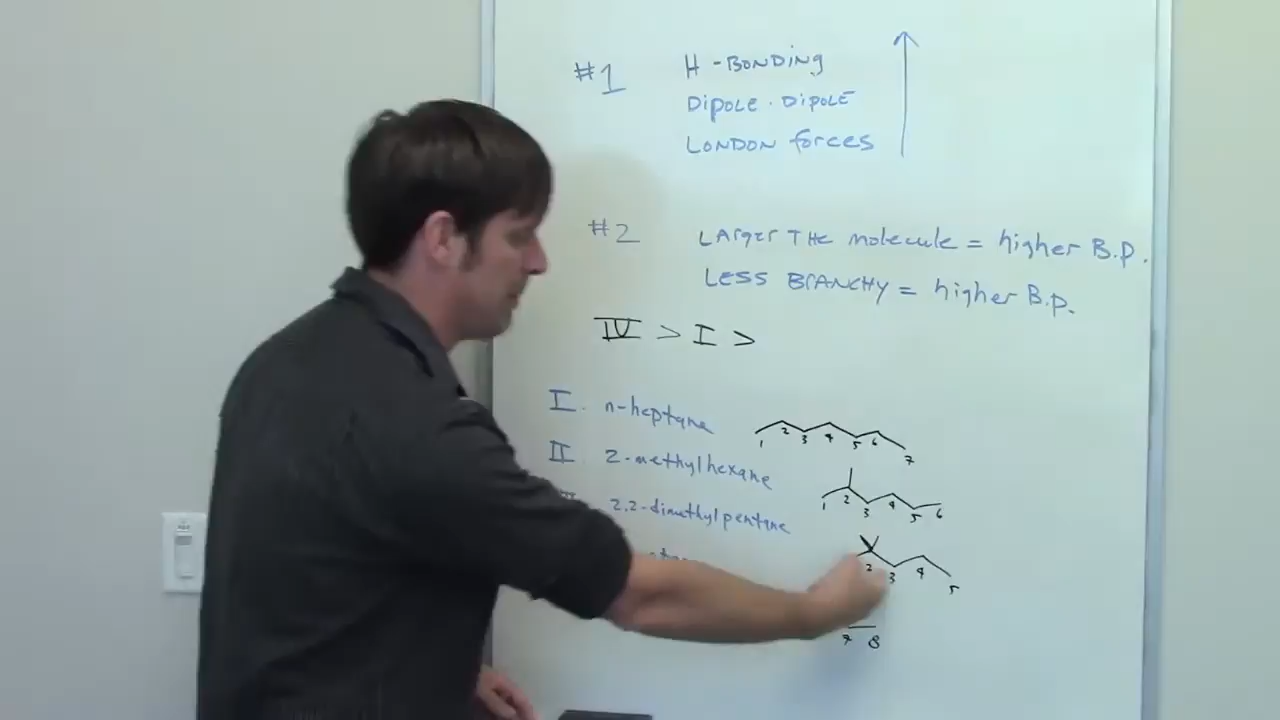 #1
H-BONDING
DIPOLE·DIPOLE
LONDON forces
#2
LARGER THE molecule = higher B.P.
LESS BRANCHY = higher B.P.
IV > I >
I. n-heptane
1 2 3 4 5 6 7
II 2-methylhexane
1 2 3 4 5 6
2,2-dimethylpentane
2 3 4 5
7 8